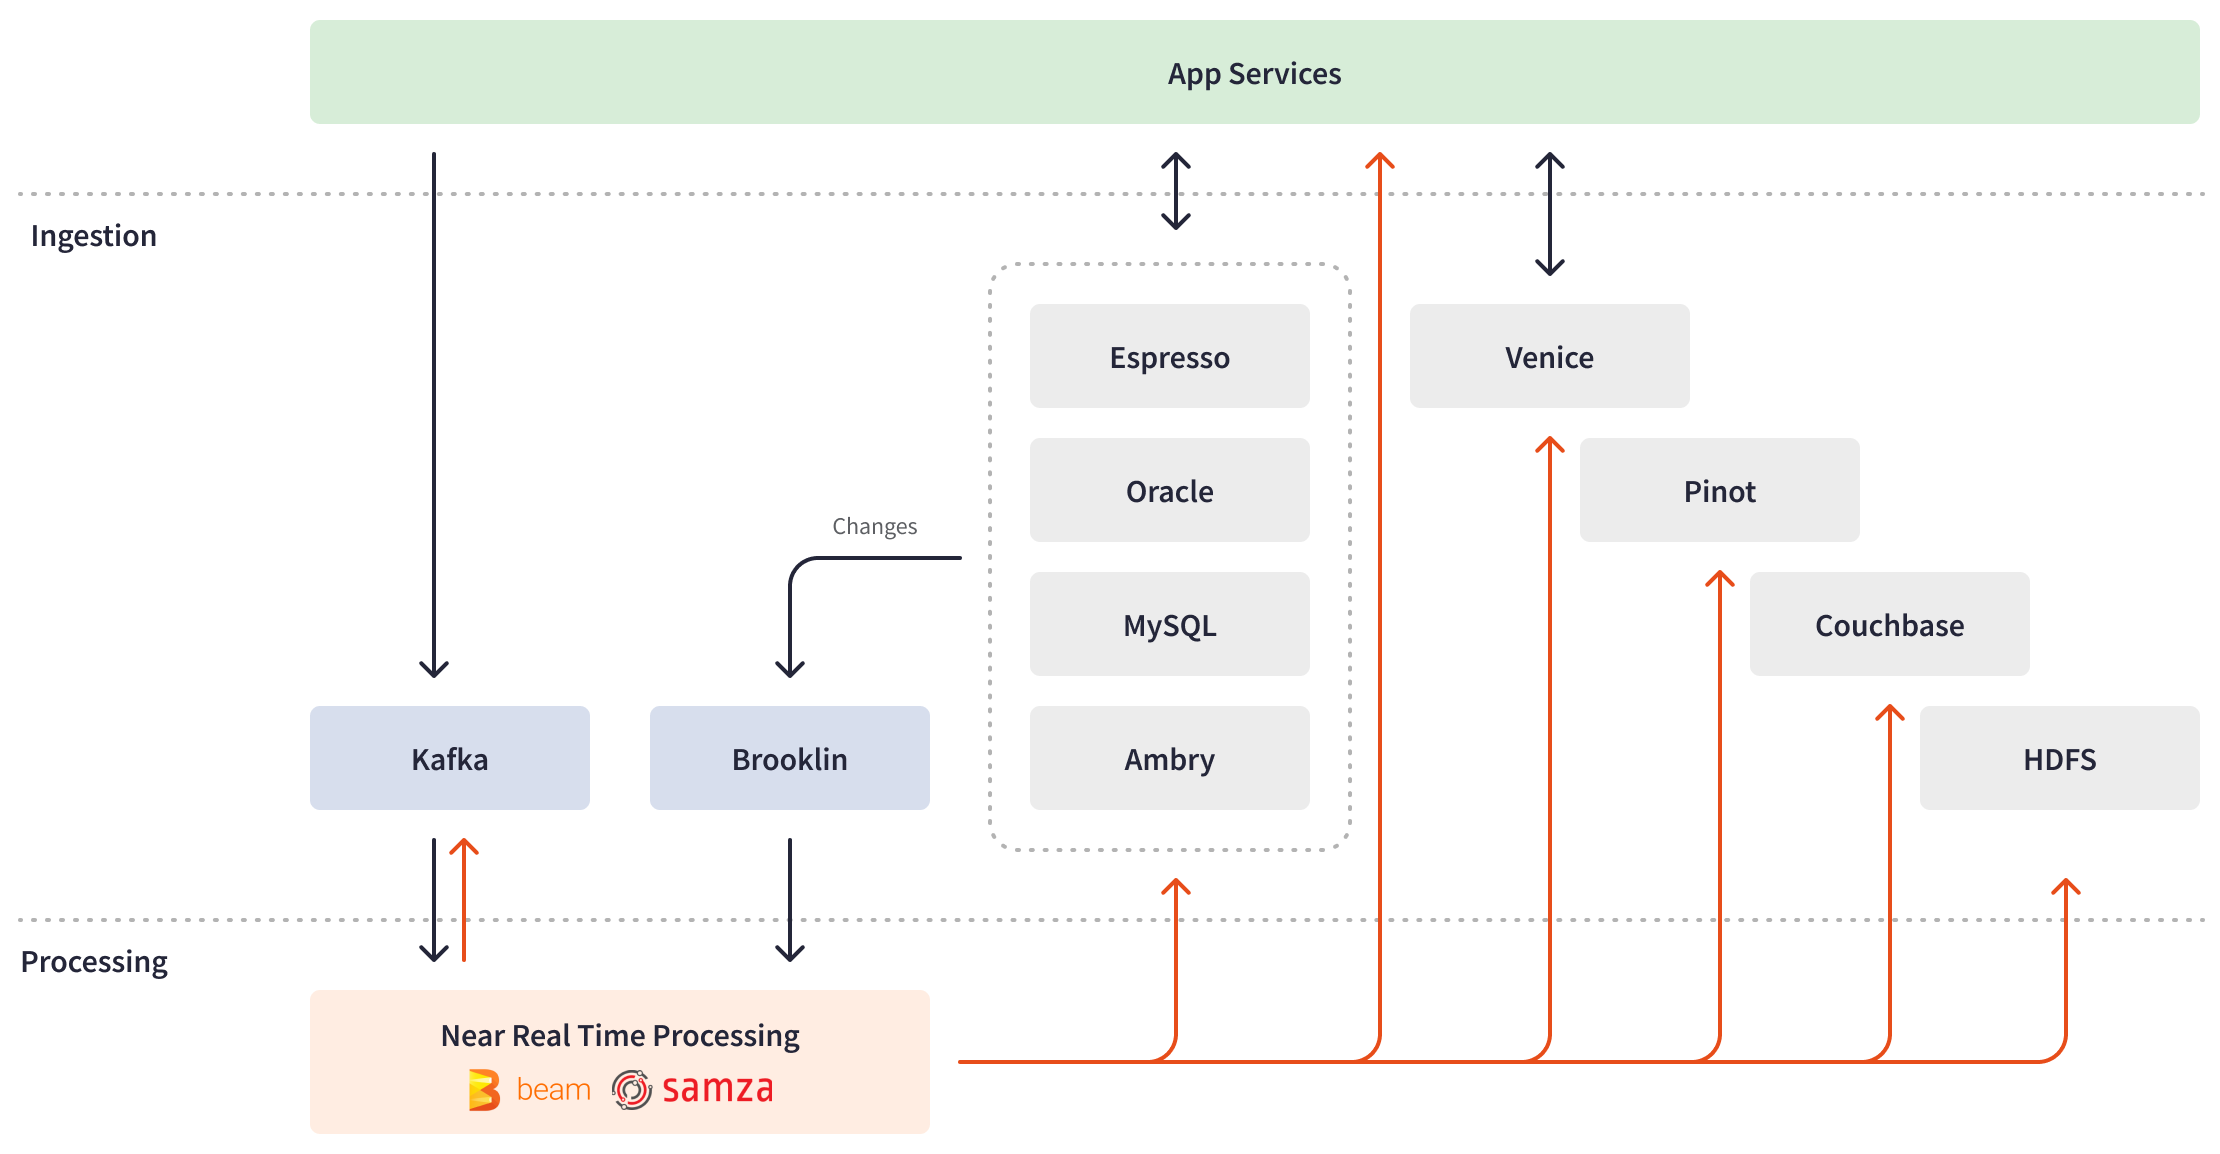 App Services
Ingestion
Espresso
Venice
Oracle
Pinot
Changes
MySQL
Couchbase
Kafka
Brooklin
Ambry
HDFS
Processing
Near Real Time Processing
beam samza